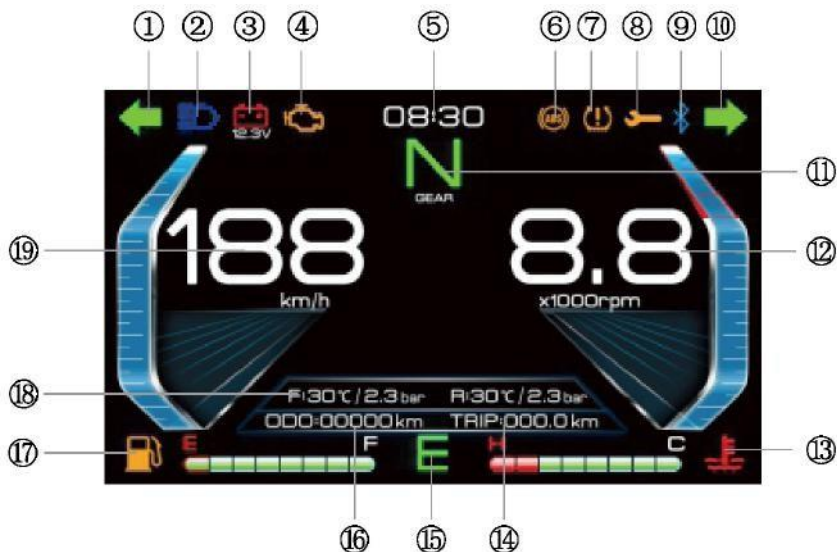 ① ② ③ ④ ⑤ ⑥ ⑦ ⑧ ⑨ ⑩
12.3V 08:30 ABS
N
GEAR
⑪
⑲ 188 8.8 ⑫
km/h x1000rpm
⑱ F:30℃/2.3bar R:30℃/2.3bar
ODO:00000km TRIP:000.0km
⑰ E F E H C ⑬
⑯ ⑮ ⑭